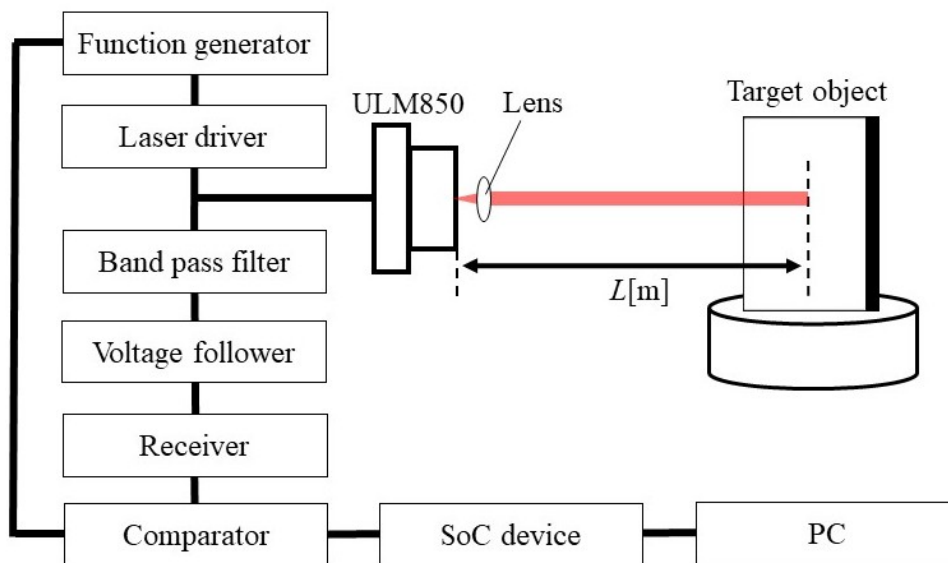 Function generator
Laser driver
Band pass filter
Voltage follower
Receiver
Comparator
SoC device
PC
ULM850
Lens
Target object
L[m]